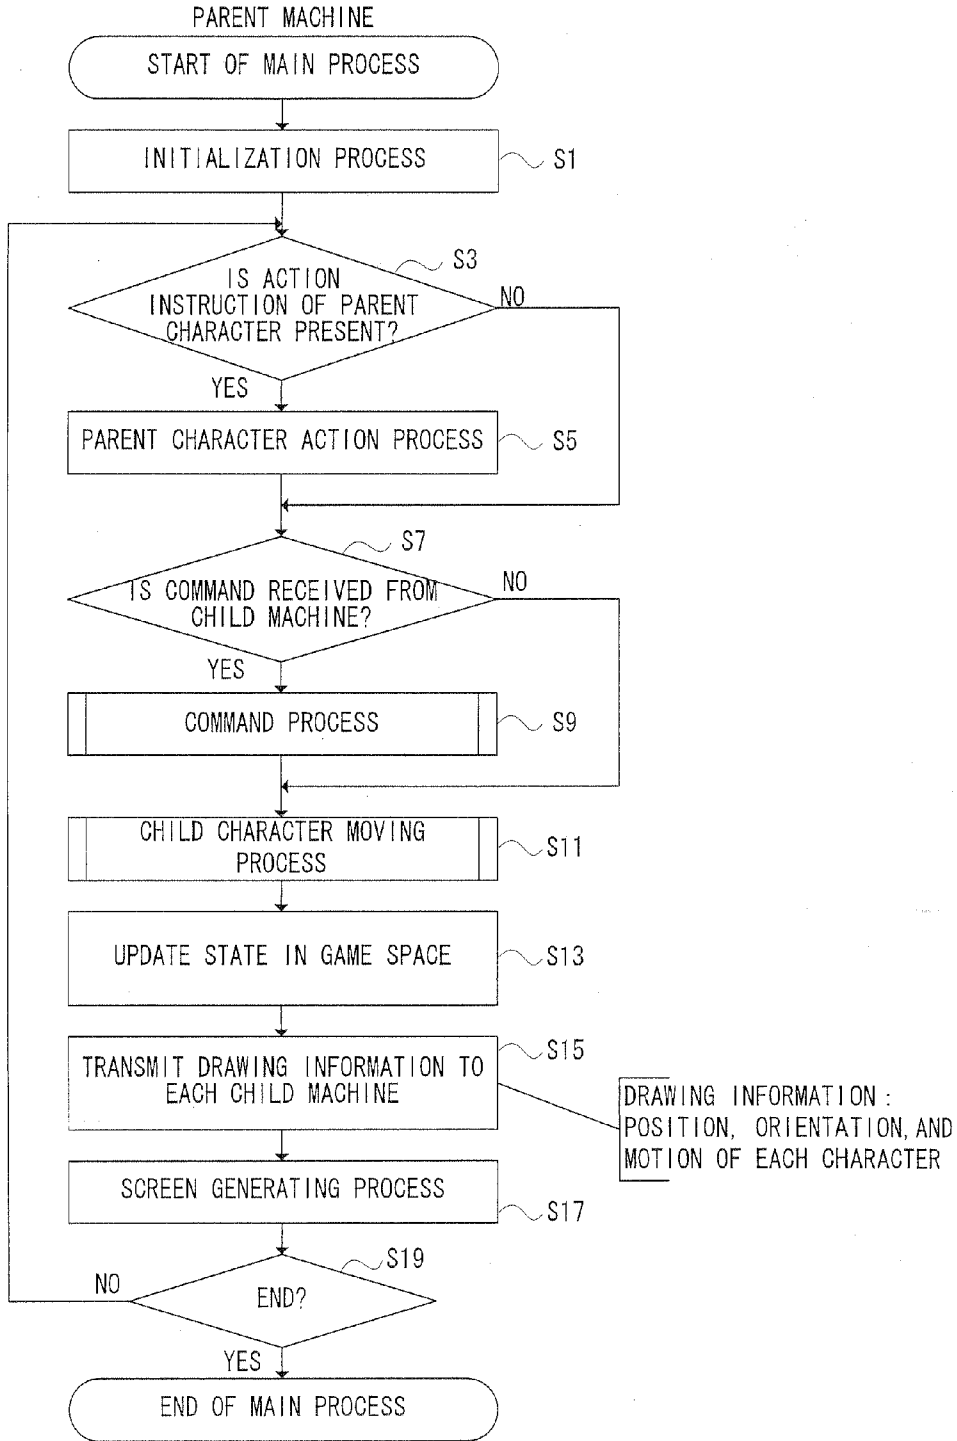 PARENT MACHINE
START OF MAIN PROCESS
INITIALIZATION PROCESS
S1
S3
IS ACTION
INSTRUCTION OF PARENT
CHARACTER PRESENT?
NO
YES
PARENT CHARACTER ACTION PROCESS
S5
S7
IS COMMAND RECEIVED FROM
CHILD MACHINE?
NO
YES
COMMAND PROCESS
S9
CHILD CHARACTER MOVING
PROCESS
S11
UPDATE STATE IN GAME SPACE
S13
TRANSMIT DRAWING INFORMATION TO
EACH CHILD MACHINE
S15
DRAWING INFORMATION:
POSITION, ORIENTATION, AND
MOTION OF EACH CHARACTER
SCREEN GENERATING PROCESS
S17
S19
END?
NO
YES
END OF MAIN PROCESS